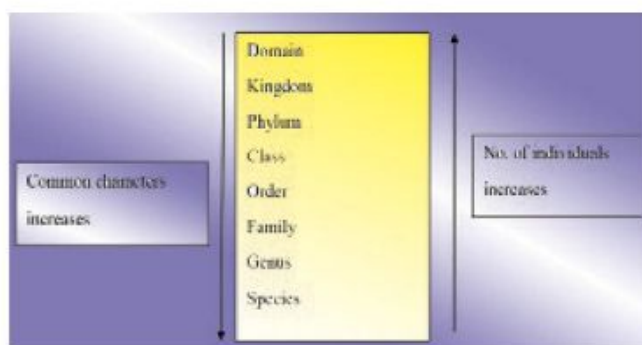 Domain
Kingdom
Phylum
Class
Order
Family
Genus
Species
Common characters
increases
No. of individuals
increases